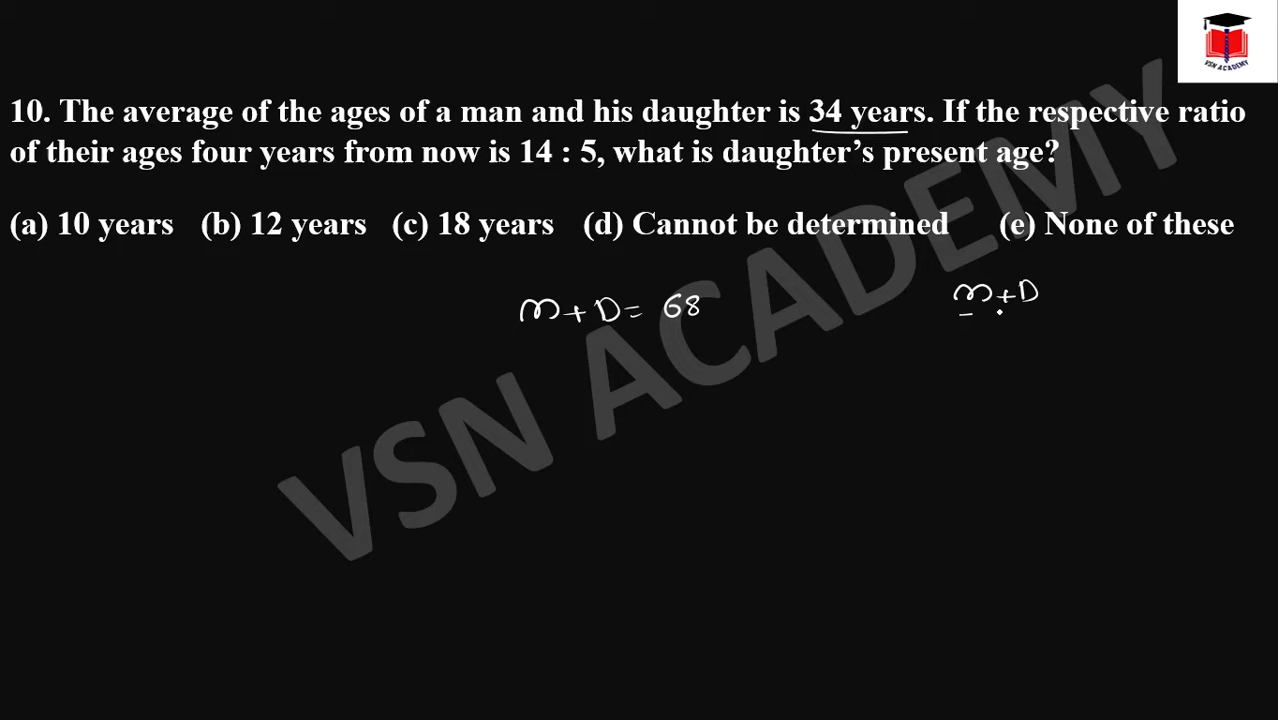 VSN ACADEMY
10. The average of the ages of a man and his daughter is 34 years. If the respective ratio
of their ages four years from now is 14 : 5, what is daughter's present age?
(a) 10 years (b) 12 years (c) 18 years (d) Cannot be determined (e) None of these
m + D = 68
m + D
VSN ACADEMY